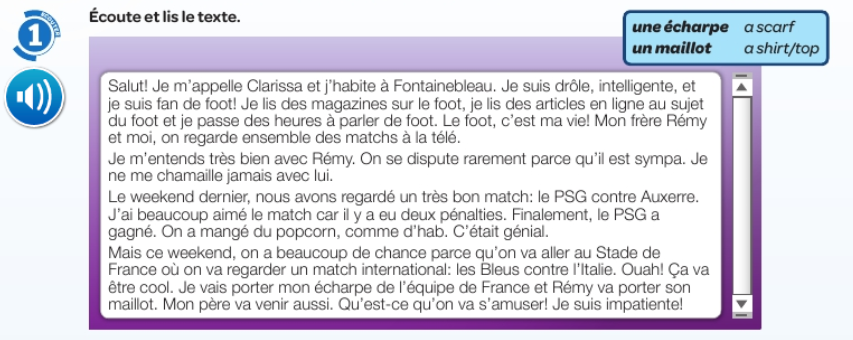 ÉCOUTER
1
Écoute et lis le texte.
une écharpe a scarf
un maillot a shirt/top
Salut! Je m'appelle Clarissa et j'habite à Fontainebleau. Je suis drôle, intelligente, et
je suis fan de foot! Je lis des magazines sur le foot, je lis des articles en ligne au sujet
du foot et je passe des heures à parler de foot. Le foot, c'est ma vie! Mon frère Rémy
et moi, on regarde ensemble des matchs à la télé.
Je m'entends très bien avec Rémy. On se dispute rarement parce qu'il est sympa. Je
ne me chamaille jamais avec lui.
Le weekend dernier, nous avons regardé un très bon match: le PSG contre Auxerre.
J'ai beaucoup aimé le match car il y a eu deux pénalties. Finalement, le PSG a
gagné. On a mangé du popcorn, comme d'hab. C'était génial.
Mais ce weekend, on a beaucoup de chance parce qu'on va aller au Stade de
France où on va regarder un match international: les Bleus contre l'Italie. Ouah! Ça va
être cool. Je vais porter mon écharpe de l'équipe de France et Rémy va porter son
maillot. Mon père va venir aussi. Qu'est-ce qu'on va s'amuser! Je suis impatiente!